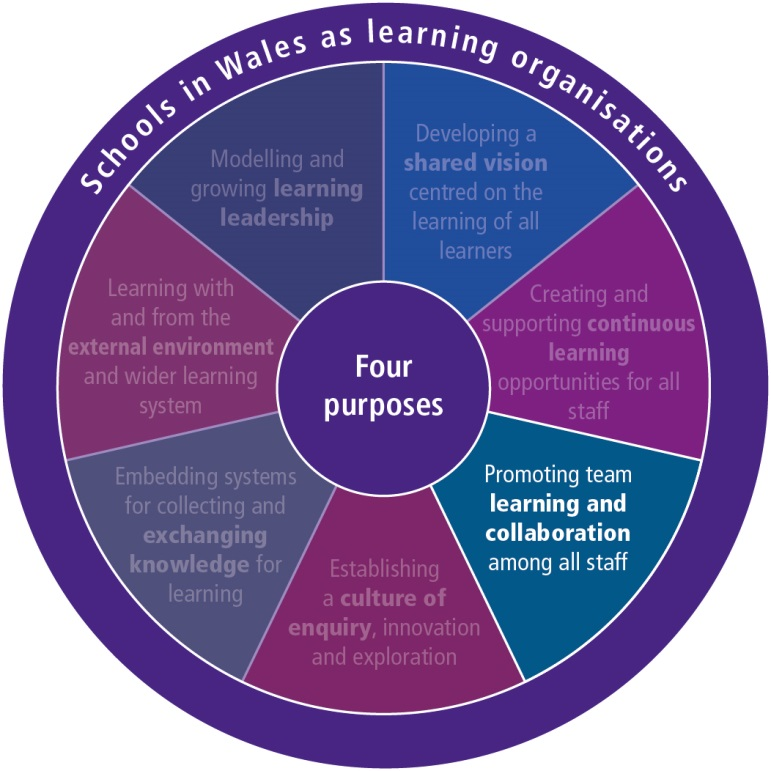 Schools in Wales as learning organisations
Developing a
shared vision
centred on the
learning of all
learners
Creating and
supporting continuous
learning
opportunities for all
staff
Promoting team
learning and
collaboration
among all staff
Establishing
a culture of
enquiry, innovation
and exploration
Embedding systems
for collecting and
exchanging
knowledge for
learning
Learning with
and from the
external environment
and wider learning
system
Modelling and
growing learning
leadership
Four
purposes